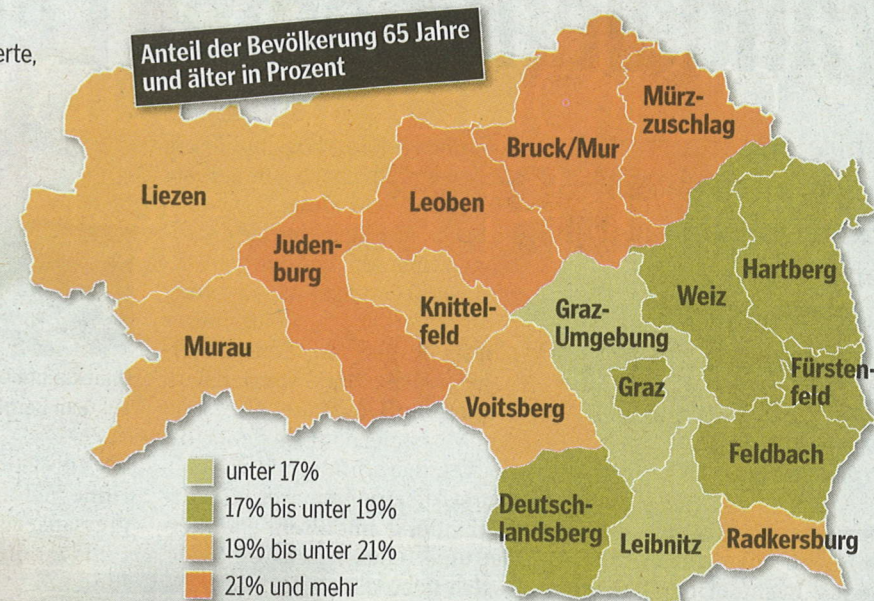 erte,
Anteil der Bevölkerung 65 Jahre
und älter in Prozent
Mürz-
zuschlag
Bruck/Mur
Liezen
Leoben
Juden-
burg
Hartberg
Weiz
Knittel-
feld
Graz-
Umgebung
Murau
Fürsten-
feld
Graz
Voitsberg
Feldbach
unter 17%
17% bis unter 19%
19% bis unter 21%
21% und mehr
Deutsch-
landsberg
Leibnitz
Radkersburg